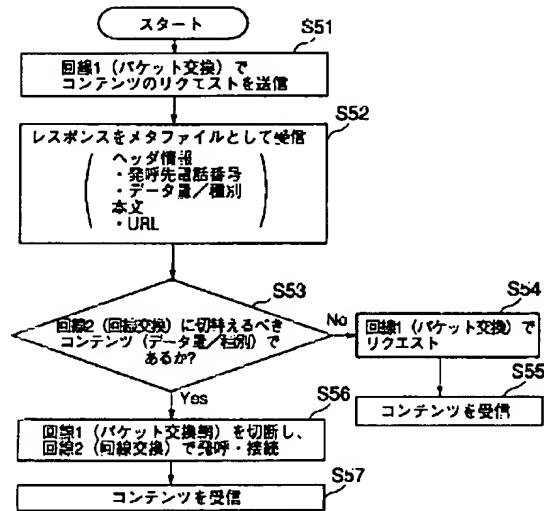 スタート
S51
回線1(パケット交換)で
コンテンツのリクエストを送信
S52
レスポンスをメタファイルとして受信
ヘッダ情報
・発呼先電話番号
・データ量/種別
本文
・URL
S53
回線2(回線交換)に切替えるべき
コンテンツ(データ量/種別)で
あるか?
No
S54
回線1(パケット交換)で
リクエスト
S55
コンテンツを受信
Yes
S56
回線1(パケット交換網)を切断し、
回線2(回線交換)で発呼・接続
S57
コンテンツを受信